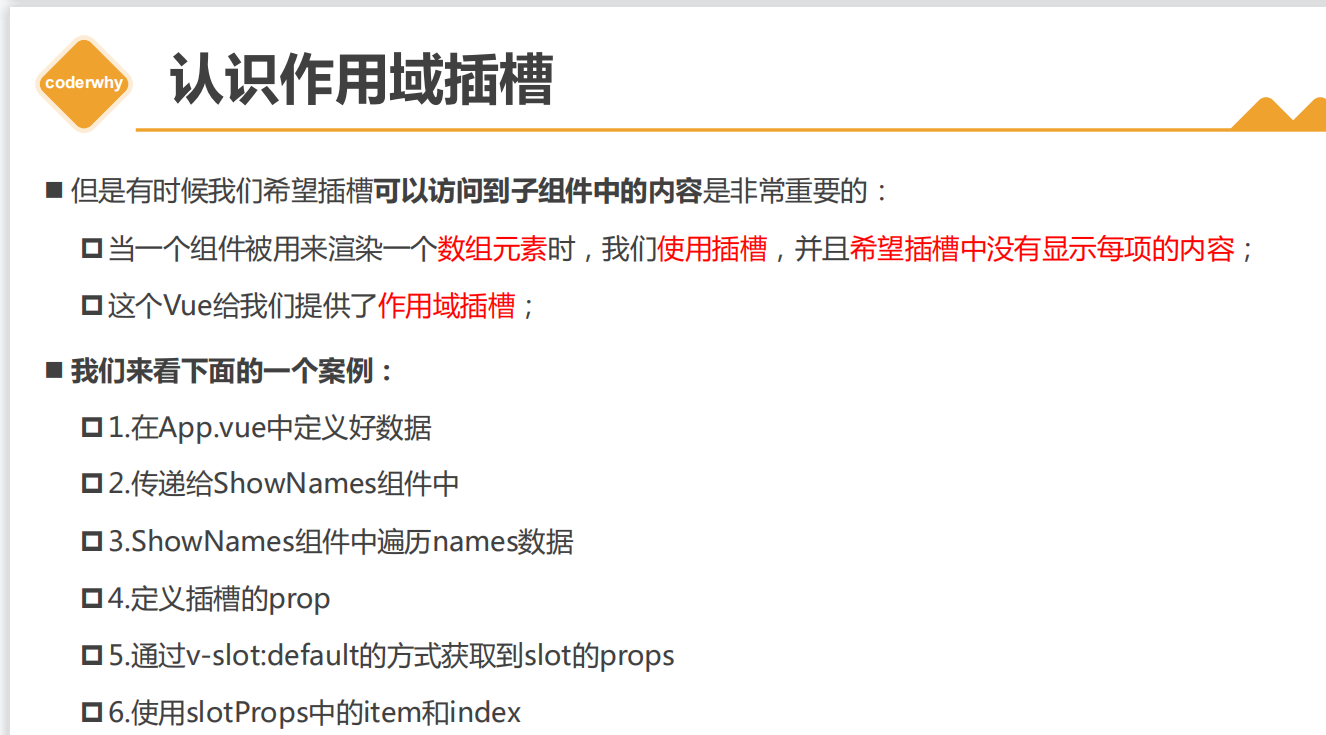 coderwhy
认识作用域插槽
但是有时候我们希望插槽可以访问到子组件中的内容是非常重要的：
当一个组件被用来渲染一个数组元素时，我们使用插槽，并且希望插槽中没有显示每项的内容；
这个Vue给我们提供了作用域插槽；
我们来看下面的一个案例：
1.在App.vue中定义好数据
2.传递给ShowNames组件中
3.ShowNames组件中遍历names数据
4.定义插槽的prop
5.通过v-slot:default的方式获取到slot的props
6.使用slotProps中的item和index